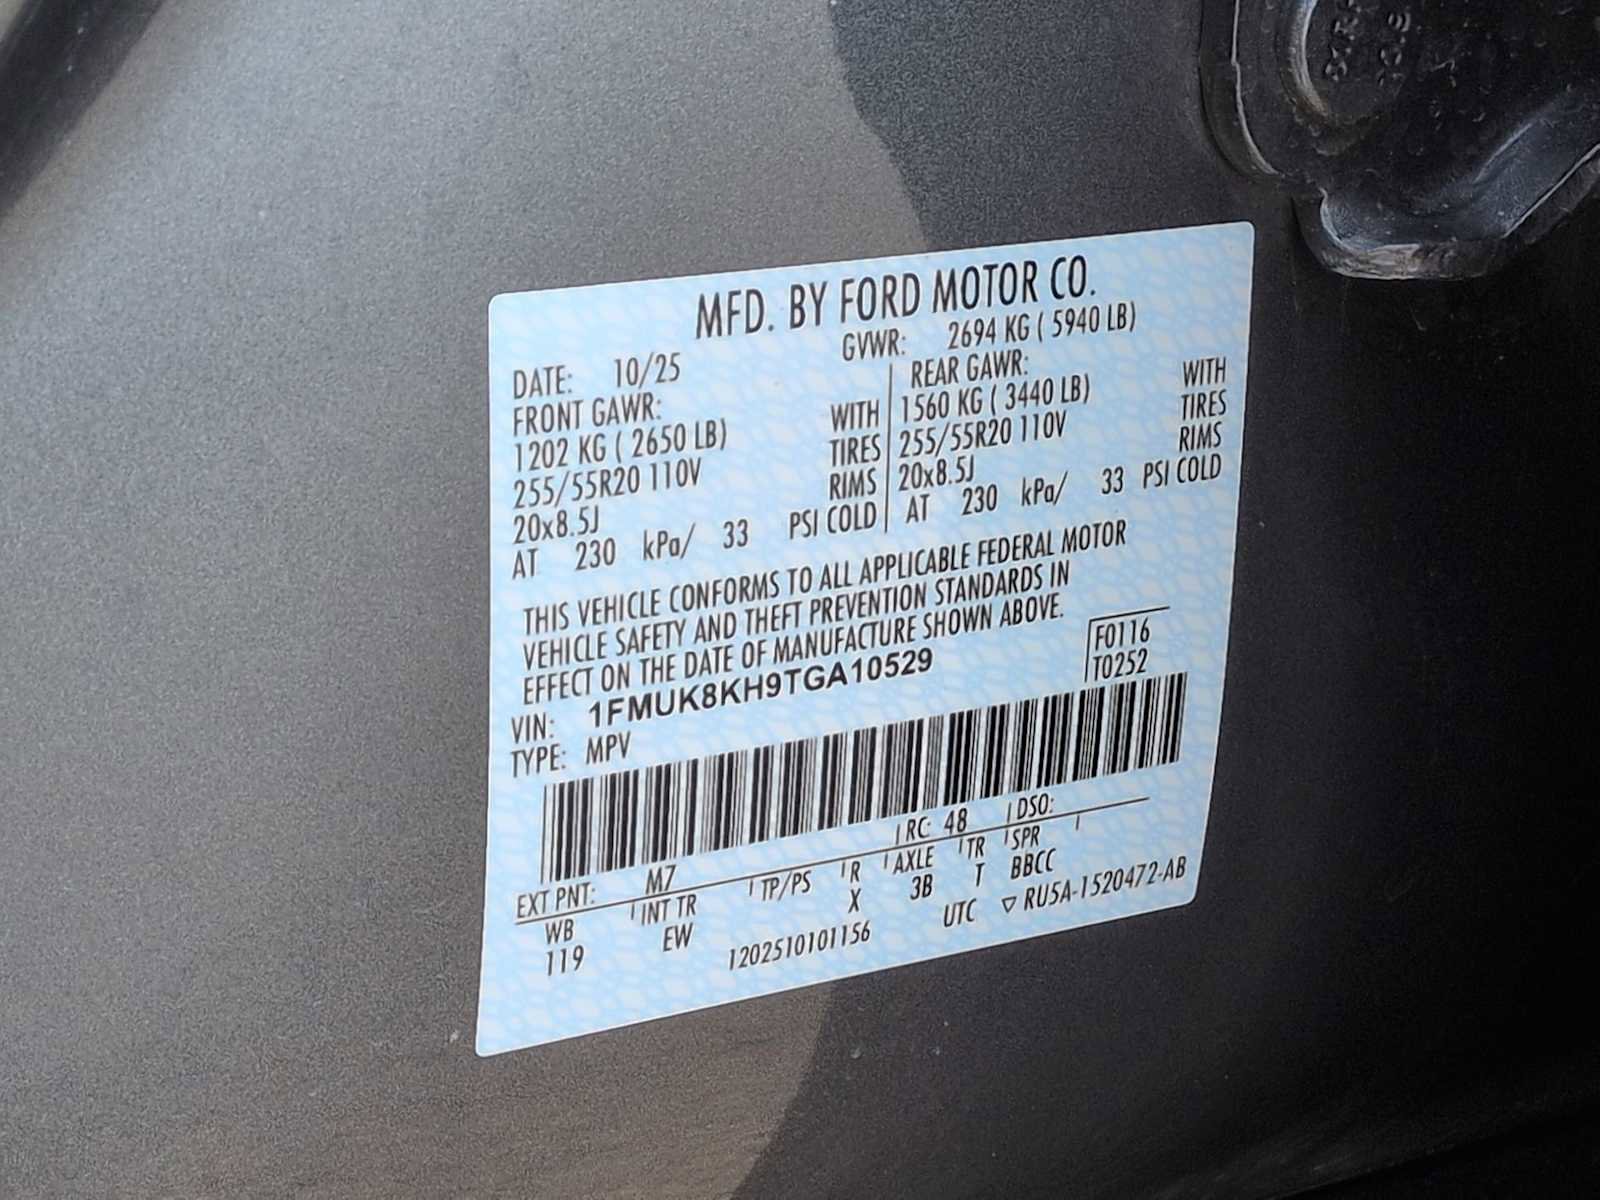 MFD. BY FORD MOTOR CO.
DATE: 10/25 GVWR: 2694 KG ( 5940 LB)
FRONT GAWR: REAR GAWR:
1202 KG ( 2650 LB) WITH 1560 KG ( 3440 LB) WITH
255/55R20 110V TIRES 255/55R20 110V TIRES
20x8.5J RIMS 20x8.5J RIMS
AT 230 kPa/ 33 PSI COLD AT 230 kPa/ 33 PSI COLD
THIS VEHICLE CONFORMS TO ALL APPLICABLE FEDERAL MOTOR
VEHICLE SAFETY AND THEFT PREVENTION STANDARDS IN
EFFECT ON THE DATE OF MANUFACTURE SHOWN ABOVE.
VIN: 1FMUK8KH9TGA10529 F0116
TYPE: MPV T0252
EXT PNT: M7 RC: 48 DSO:
WB INT TR TP/PS R AXLE TR SPR
119 EW X 3B T BBCC
1202510101156 UTC ▽ RU5A-1520472-AB